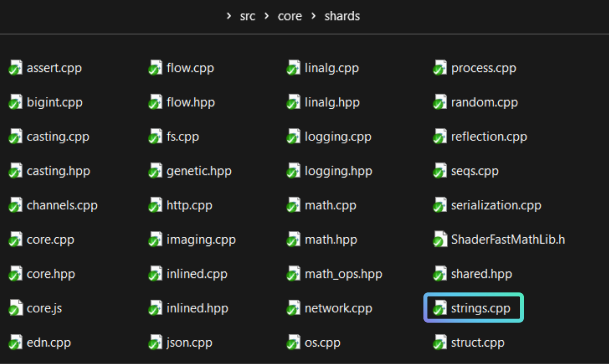 > src > core > shards
assert.cpp flow.cpp linalg.cpp process.cpp
bigint.cpp flow.hpp linalg.hpp random.cpp
casting.cpp fs.cpp logging.cpp reflection.cpp
casting.hpp genetic.hpp logging.hpp seqs.cpp
channels.cpp http.cpp math.cpp serialization.cpp
core.cpp imaging.cpp math.hpp ShaderFastMathLib.h
core.hpp inlined.cpp math_ops.hpp shared.hpp
core.js inlined.hpp network.cpp strings.cpp
edn.cpp json.cpp os.cpp struct.cpp